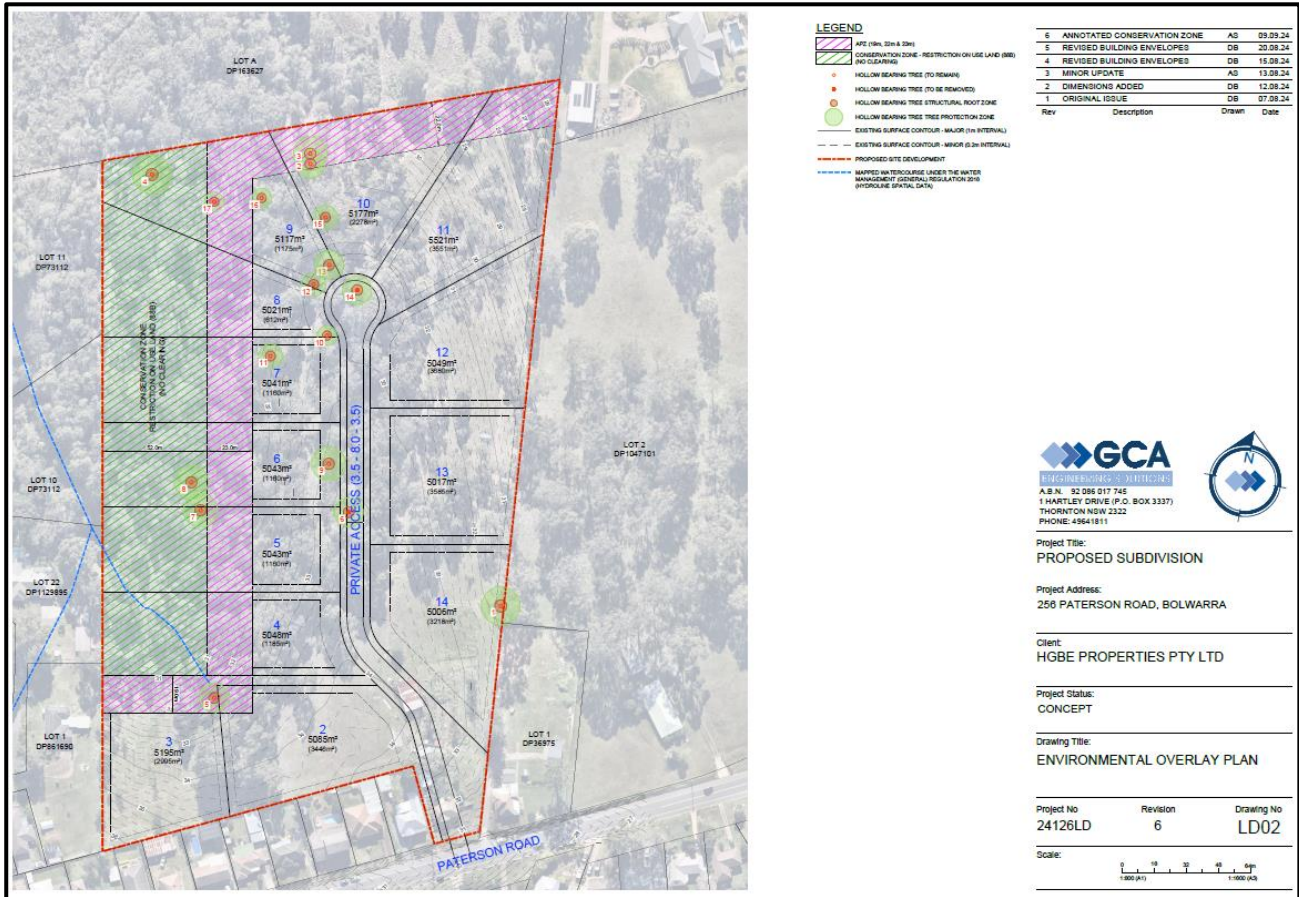 LOT A
DP163627
LOT 11
DP73112
LOT 10
DP73112
LOT 22
DP1129895
LOT 1
DP861690
LOT 2
DP1047101
LOT 1
DP36975
CONSERVATION ZONE
RESTRICTION ON USE LAND (88B)
(NO CLEARING)
PRIVATE ACCESS (3.5 - 8.0 - 3.5)
PATERSON ROAD
2
5085m²
(3446m²)
3
5195m²
(2995m²)
4
5048m²
(1165m²)
5
5043m²
(1160m²)
6
5043m²
(1160m²)
7
5041m²
(1160m²)
8
5021m²
(812m²)
9
5117m²
(1175m²)
10
5177m²
(2278m²)
11
5521m²
(3551m²)
12
5049m²
13
5017m²
14
5006m²
(3218m²)
LEGEND
APZ (19m, 22m & 23m)
CONSERVATION ZONE - RESTRICTION ON USE LAND (88B)
(NO CLEARING)
HOLLOW BEARING TREE (TO REMAIN)
HOLLOW BEARING TREE (TO BE REMOVED)
HOLLOW BEARING TREE STRUCTURAL ROOT ZONE
HOLLOW BEARING TREE TREE PROTECTION ZONE
EXISTING SURFACE CONTOUR - MAJOR (1m INTERVAL)
EXISTING SURFACE CONTOUR - MINOR (0.2m INTERVAL)
PROPOSED SITE DEVELOPMENT
MAPPED WATERCOURSE UNDER THE WATER
MANAGEMENT (GENERAL) REGULATION 2018
(HYDROLINE SPATIAL DATA)
6 ANNOTATED CONSERVATION ZONE AS 09.09.24
5 REVISED BUILDING ENVELOPES DB 20.08.24
4 REVISED BUILDING ENVELOPES DB 15.08.24
3 MINOR UPDATE AS 13.08.24
2 DIMENSIONS ADDED DB 12.08.24
1 ORIGINAL ISSUE DB 07.08.24
Rev Description Drawn Date
GCA
ENGINEERING SOLUTIONS
A.B.N. 92 086 017 745
1 HARTLEY DRIVE (P.O. BOX 3337)
THORNTON NSW 2322
PHONE: 49641811
N
Project Title:
PROPOSED SUBDIVISION
Project Address:
256 PATERSON ROAD, BOLWARRA
Client:
HGBE PROPERTIES PTY LTD
Project Status:
CONCEPT
Drawing Title:
ENVIRONMENTAL OVERLAY PLAN
Project No Revision Drawing No
24126LD 6 LD02
Scale:
1:800 (A1) 1:1600 (A3)